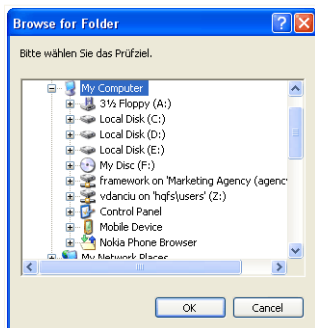 Browse for Folder
Bitte wählen Sie das Prüfziel.
My Computer
3½ Floppy (A:)
Local Disk (C:)
Local Disk (D:)
Local Disk (E:)
My Disc (F:)
framework on 'Marketing Agency (agenc
vdanciu on 'hqfs\users' (Z:)
Control Panel
Mobile Device
Nokia Phone Browser
My Network Places
OK Cancel